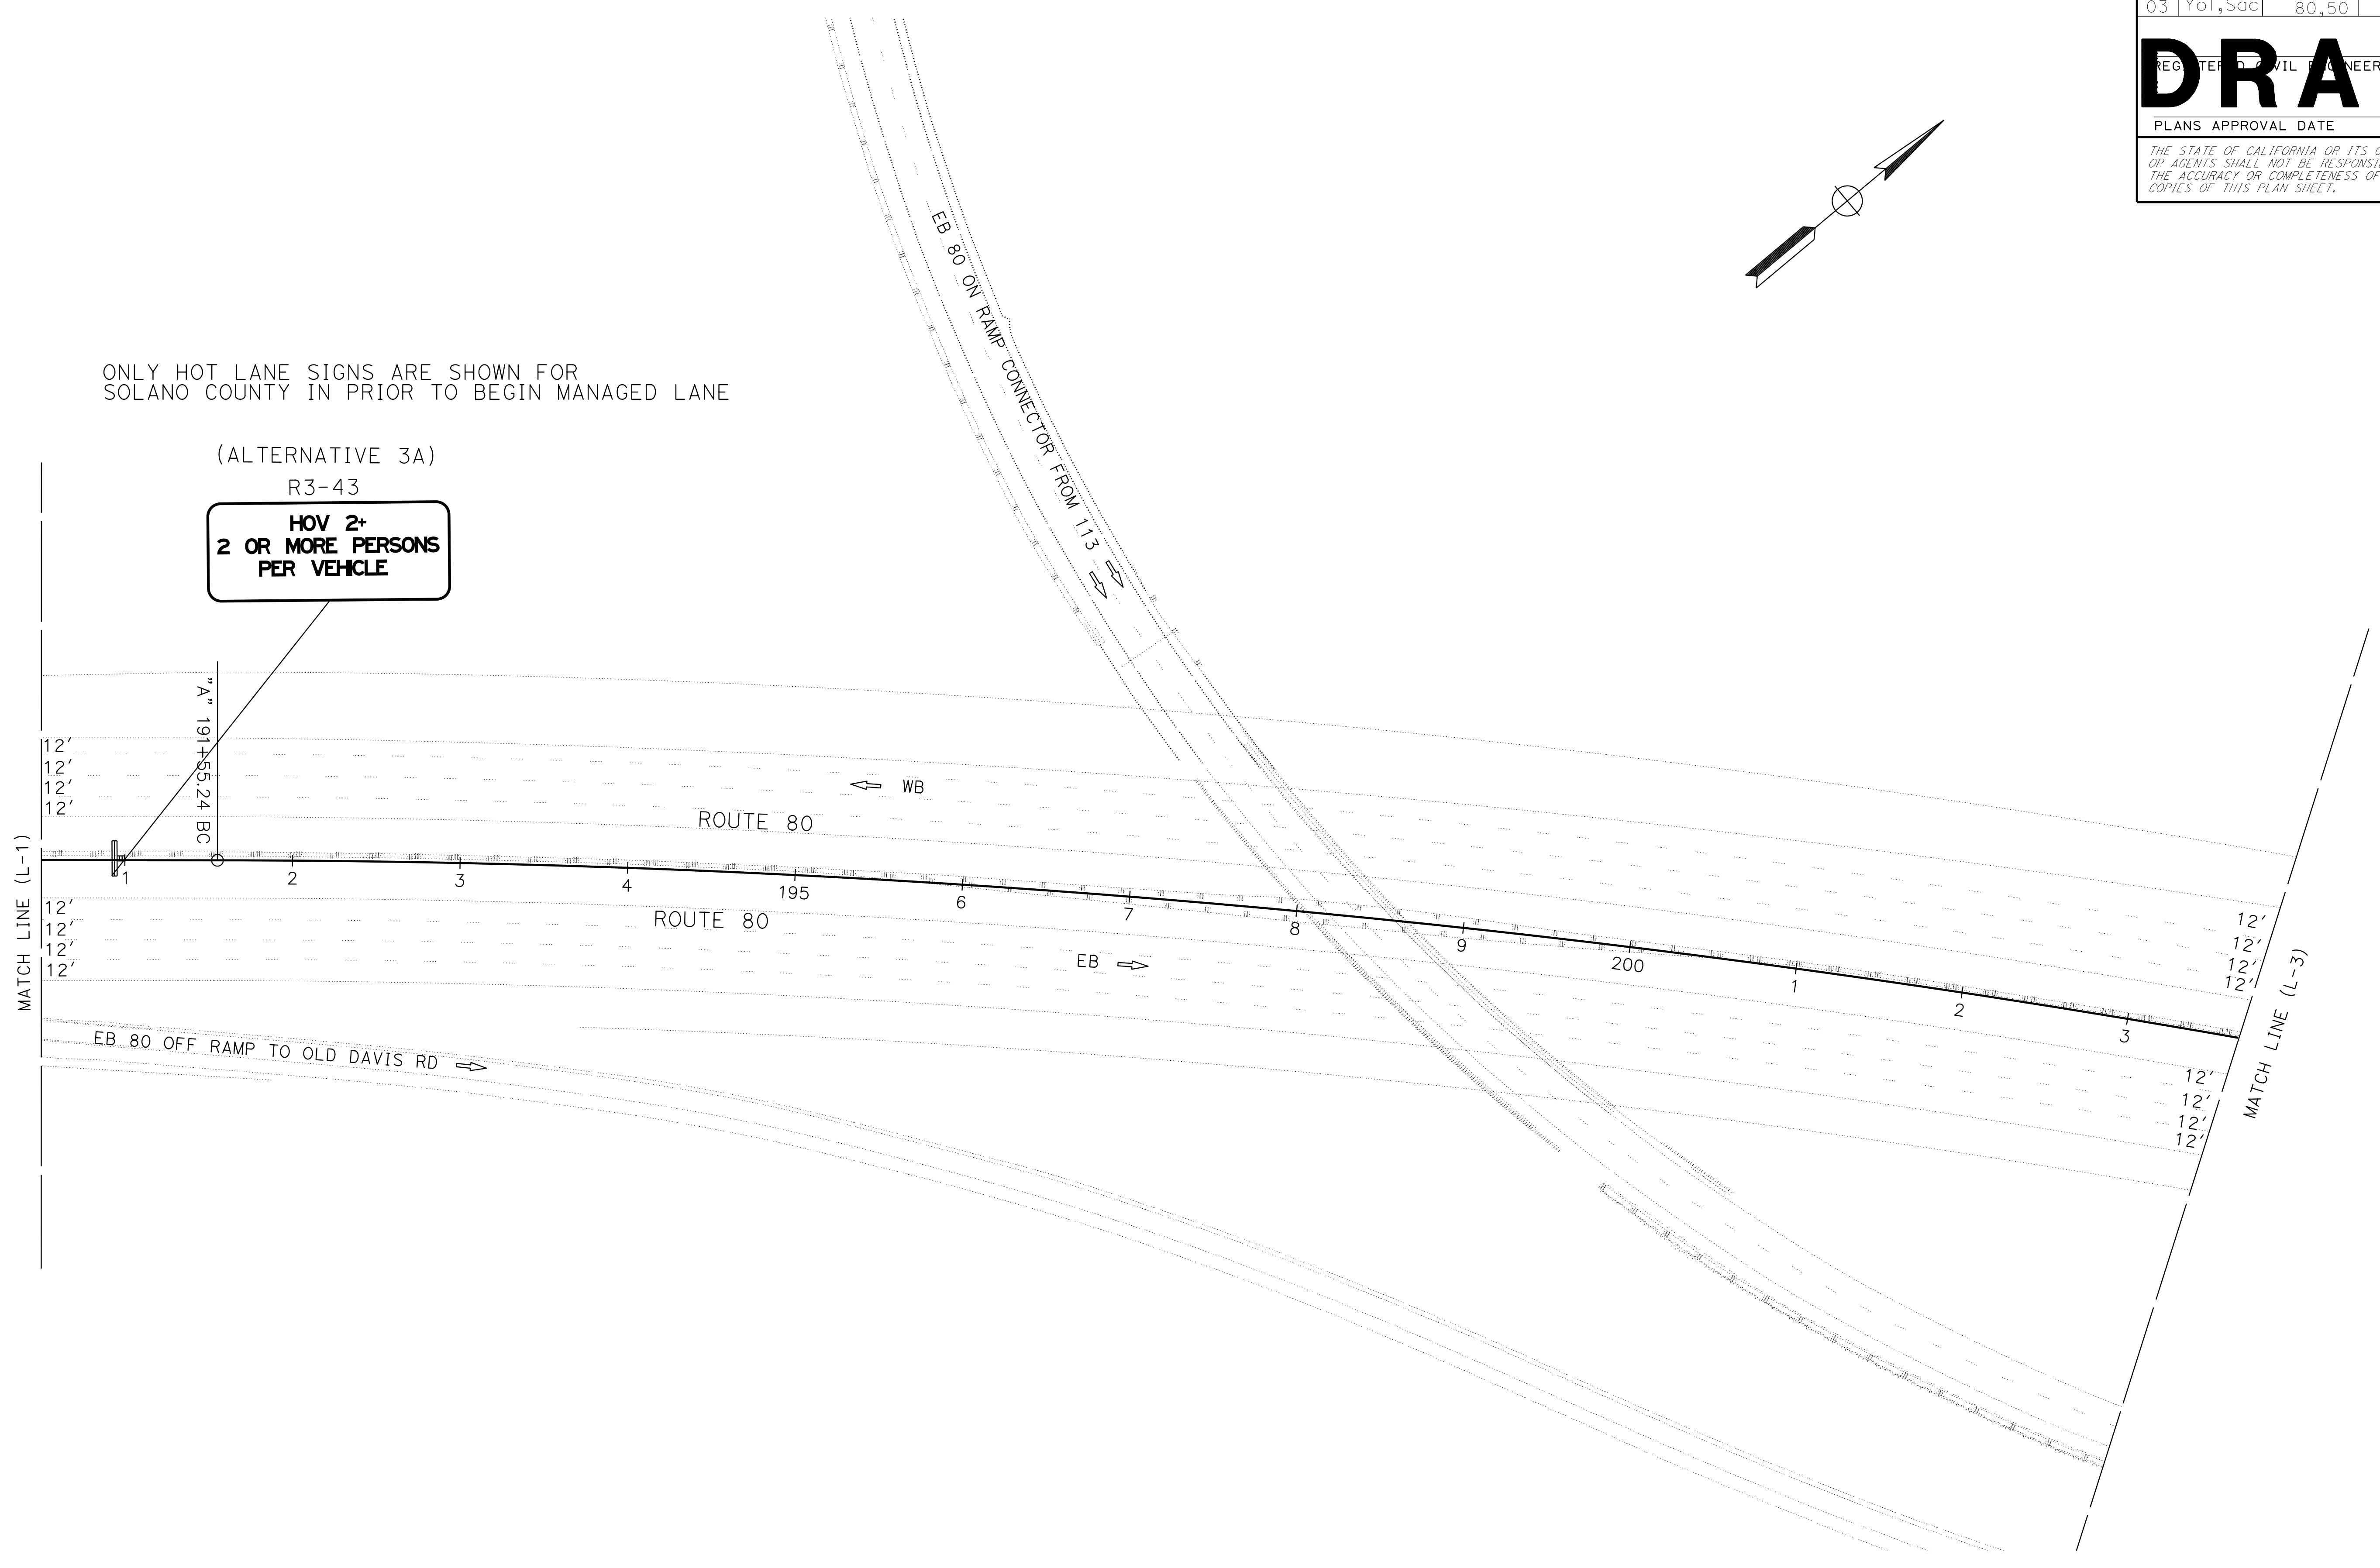 03 Yol,Sac 80,50
DRA
REGISTERED CIVIL ENGINEER
PLANS APPROVAL DATE
THE STATE OF CALIFORNIA OR ITS O
OR AGENTS SHALL NOT BE RESPONSI
THE ACCURACY OR COMPLETENESS OF
COPIES OF THIS PLAN SHEET.
EB 80 ON RAMP CONNECTOR FROM 113
ONLY HOT LANE SIGNS ARE SHOWN FOR
SOLANO COUNTY IN PRIOR TO BEGIN MANAGED LANE
(ALTERNATIVE 3A)
R3-43
HOV 2+
2 OR MORE PERSONS
PER VEHICLE
"A" 191+55.24 BC
12'
12'
12'
12'
WB
ROUTE 80
MATCH LINE (L-1)
1 2 3 4 195 6 7 8 9 200 1 2 3
12'
12'
12'
12'
ROUTE 80
EB
12'
12'
12'
12'
MATCH LINE (L-3)
12'
12'
12'
12'
EB 80 OFF RAMP TO OLD DAVIS RD